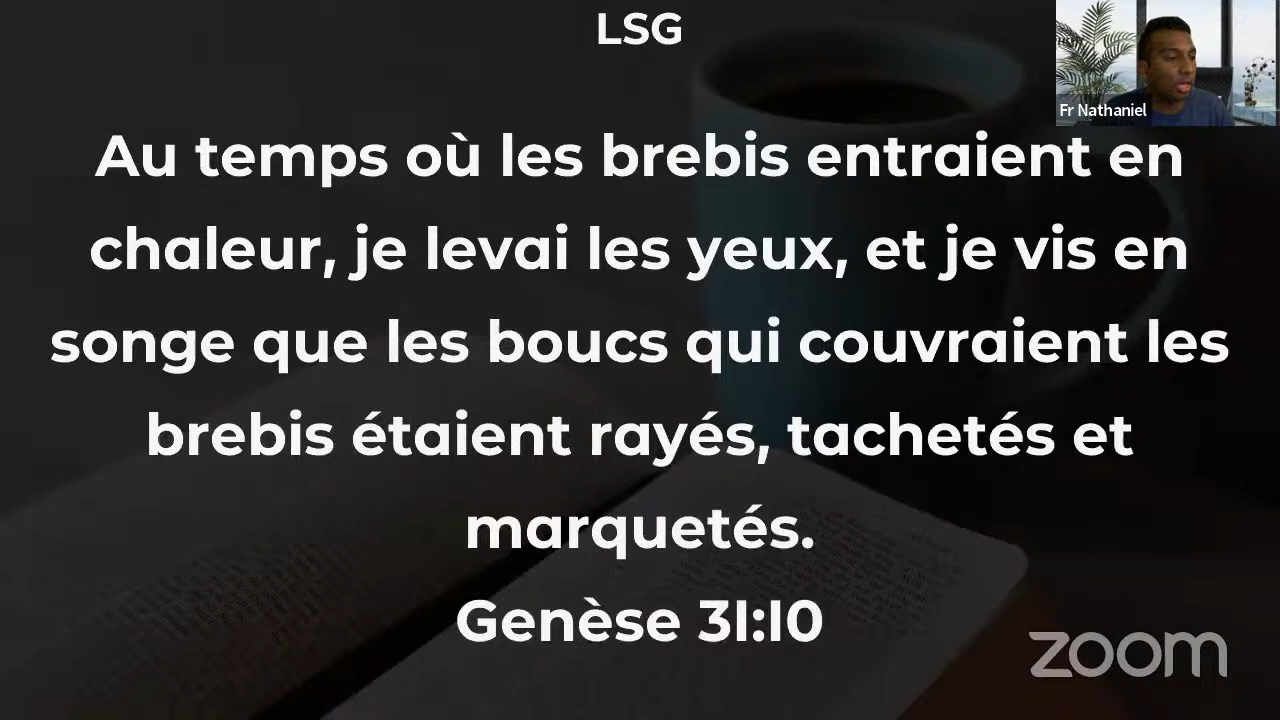 LSG
Fr Nathaniel
Au temps où les brebis entraient en
chaleur, je levai les yeux, et je vis en
songe que les boucs qui couvraient les
brebis étaient rayés, tachetés et
marquetés.
Genèse 31:10
zoom